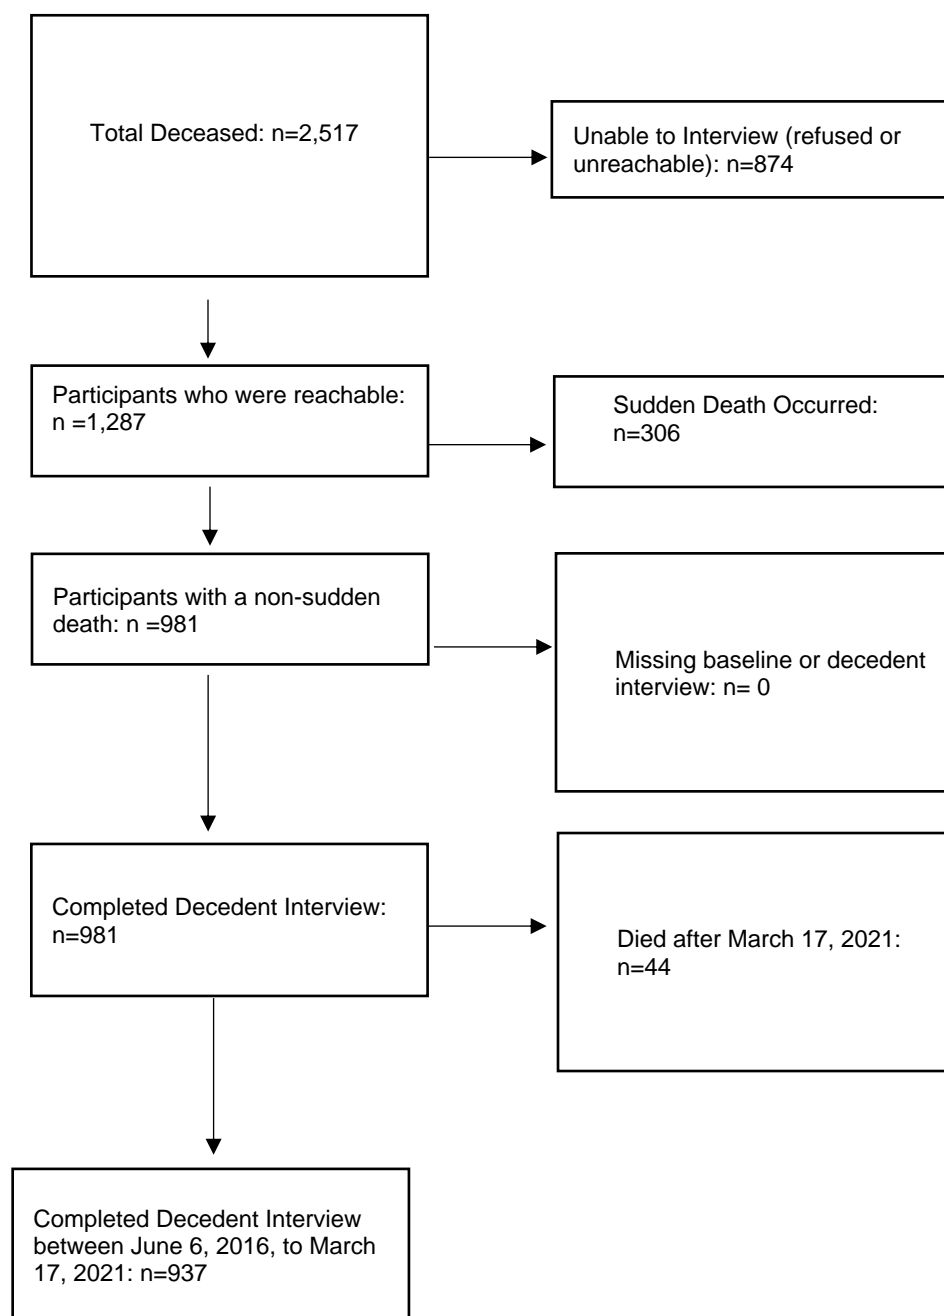 Total Deceased: n=2,517
Unable to Interview (refused or
unreachable): n=874
Participants who were reachable:
n =1,287
Sudden Death Occurred:
n=306
Participants with a non-sudden
death: n =981
Missing baseline or decedent
interview: n= 0
Completed Decedent Interview:
n=981
Died after March 17, 2021:
n=44
Completed Decedent Interview
between June 6, 2016, to March
17, 2021: n=937